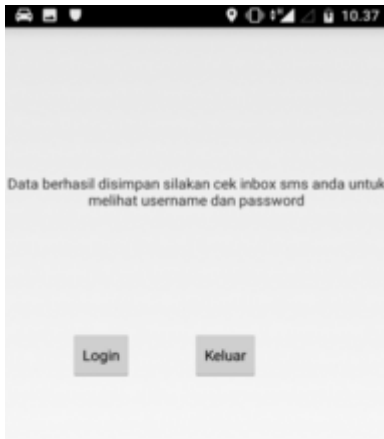 10.37
Data berhasil disimpan silakan cek inbox sms anda untuk
melihat username dan password
Login Keluar